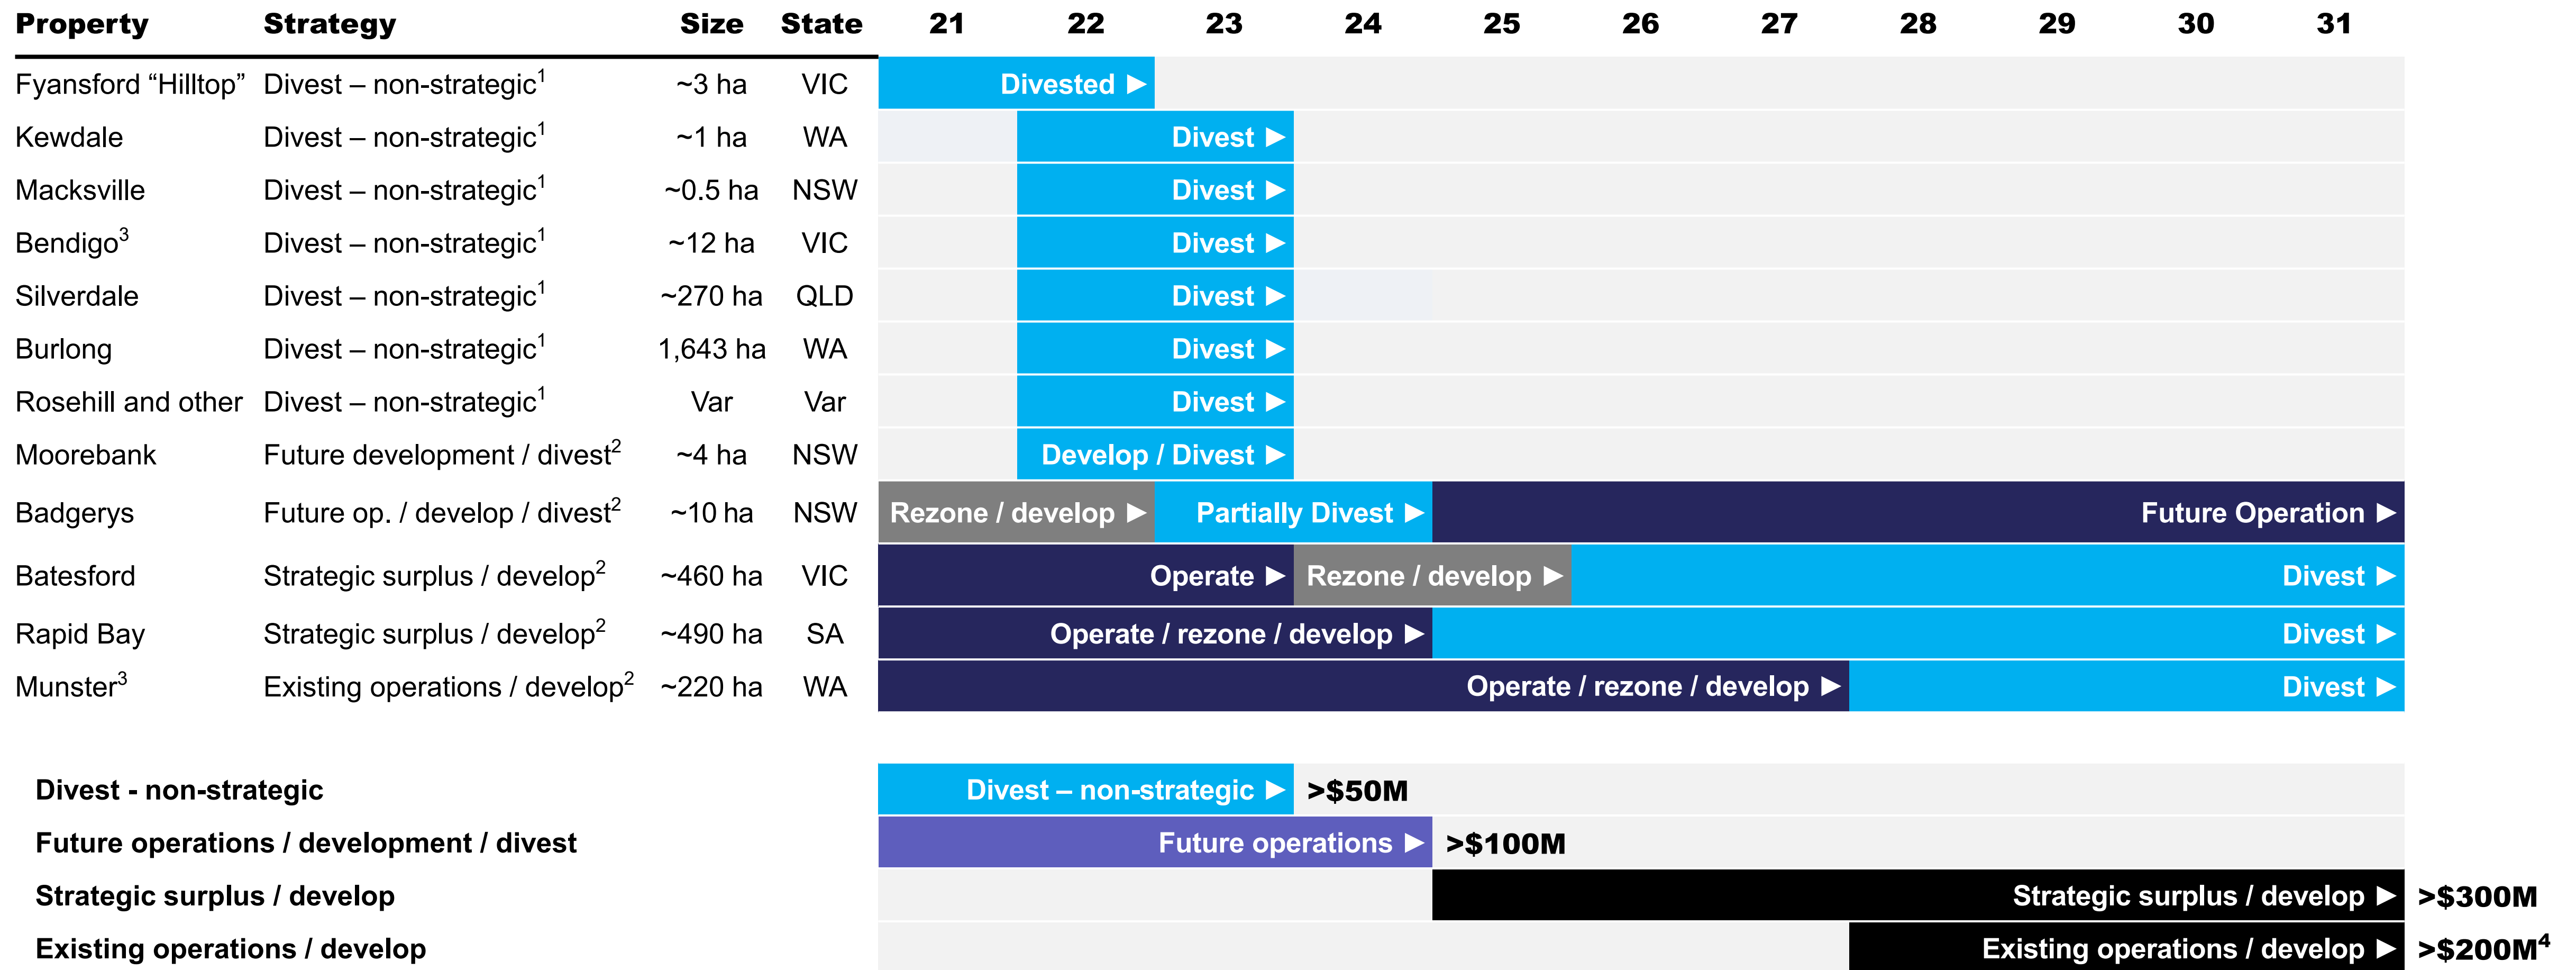 Property Strategy Size State 21 22 23 24 25 26 27 28 29 30 31
Fyansford “Hilltop” Divest – non-strategic¹ ~3 ha VIC Divested ►
Kewdale Divest – non-strategic¹ ~1 ha WA Divest ►
Macksville Divest – non-strategic¹ ~0.5 ha NSW Divest ►
Bendigo³ Divest – non-strategic¹ ~12 ha VIC Divest ►
Silverdale Divest – non-strategic¹ ~270 ha QLD Divest ►
Burlong Divest – non-strategic¹ 1,643 ha WA Divest ►
Rosehill and other Divest – non-strategic¹ Var Var Divest ►
Moorebank Future development / divest² ~4 ha NSW Develop / Divest ►
Badgerys Future op. / develop / divest² ~10 ha NSW Rezone / develop ► Partially Divest ► Future Operation ►
Batesford Strategic surplus / develop² ~460 ha VIC Operate ► Rezone / develop ► Divest ►
Rapid Bay Strategic surplus / develop² ~490 ha SA Operate / rezone / develop ► Divest ►
Munster³ Existing operations / develop² ~220 ha WA Operate / rezone / develop ► Divest ►
Divest - non-strategic Divest – non-strategic ► >$50M
Future operations / development / divest Future operations ► >$100M
Strategic surplus / develop Strategic surplus / develop ► >$300M
Existing operations / develop Existing operations / develop ► >$200M⁴